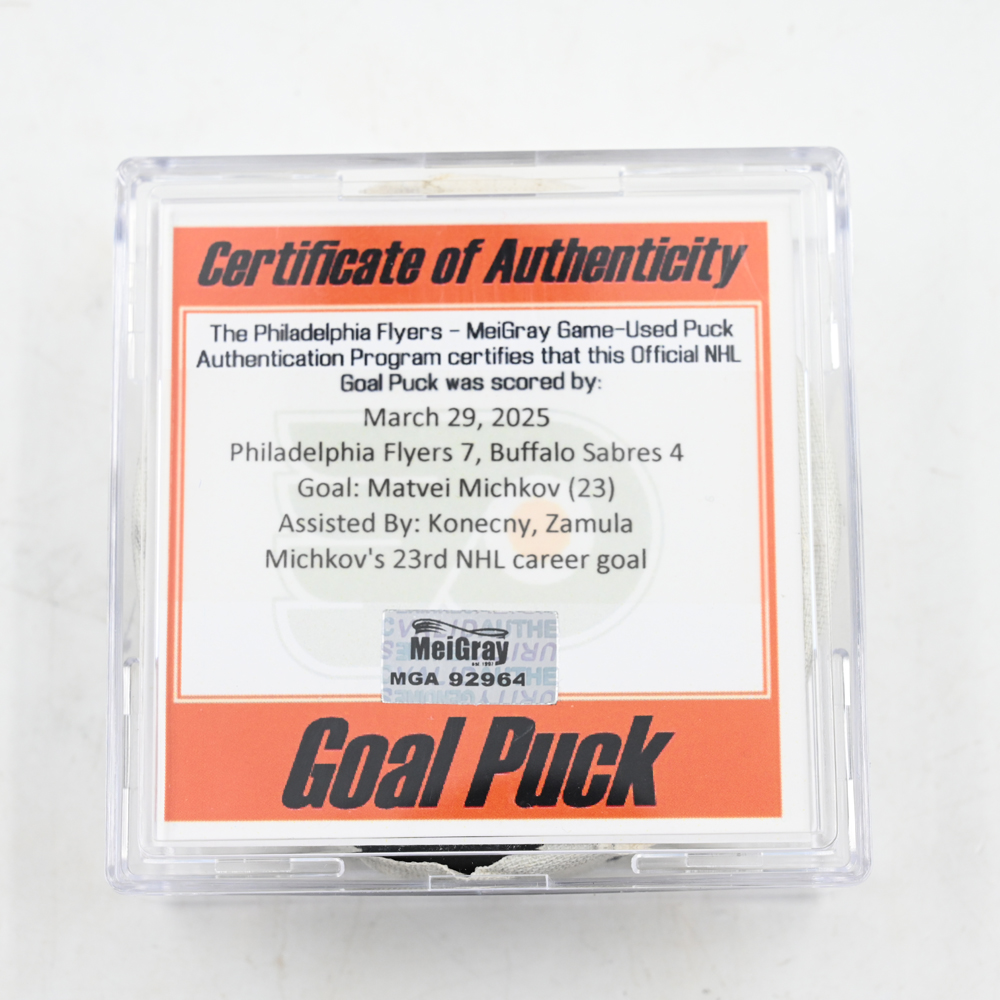 Certificate of Authenticity
The Philadelphia Flyers - MeiGray Game-Used Puck
Authentication Program certifies that this Official NHL
Goal Puck was scored by:
March 29, 2025
Philadelphia Flyers 7, Buffalo Sabres 4
Goal: Matvei Michkov (23)
Assisted By: Konecny, Zamula
Michkov's 23rd NHL career goal
MeiGray
MGA 92964
Goal Puck